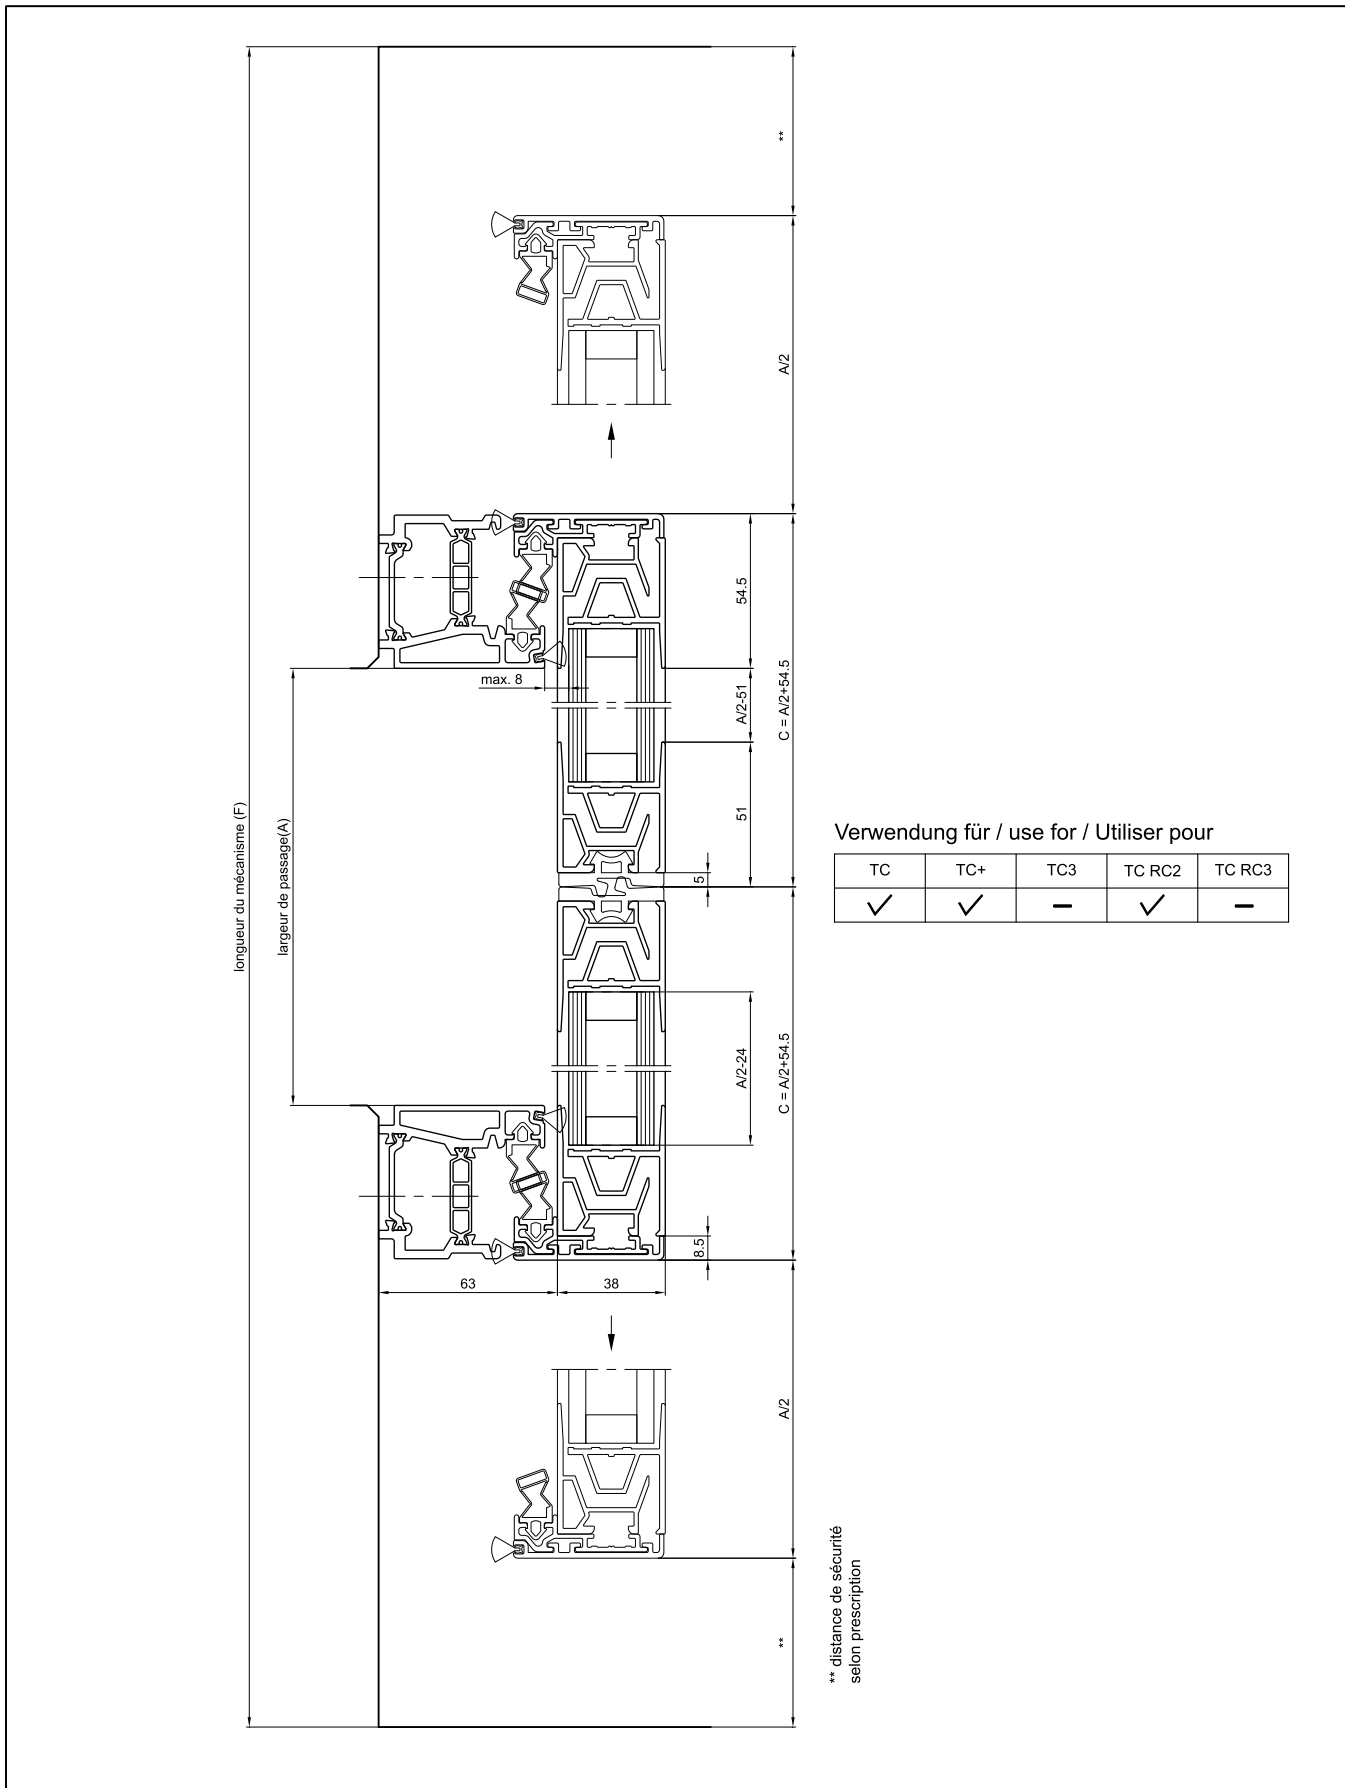 **
A/2
54.5
max. 8
A/2-51
C = A/2+54.5
longueur du mécanisme (F)
largeur de passage(A)
51
5
Verwendung für / use for / Utiliser pour
TC TC+ TC3 TC RC2 TC RC3
✓ ✓ – ✓ –
A/2-24
C = A/2+54.5
8.5
63
38
A/2
**
** distance de sécurité
selon prescription